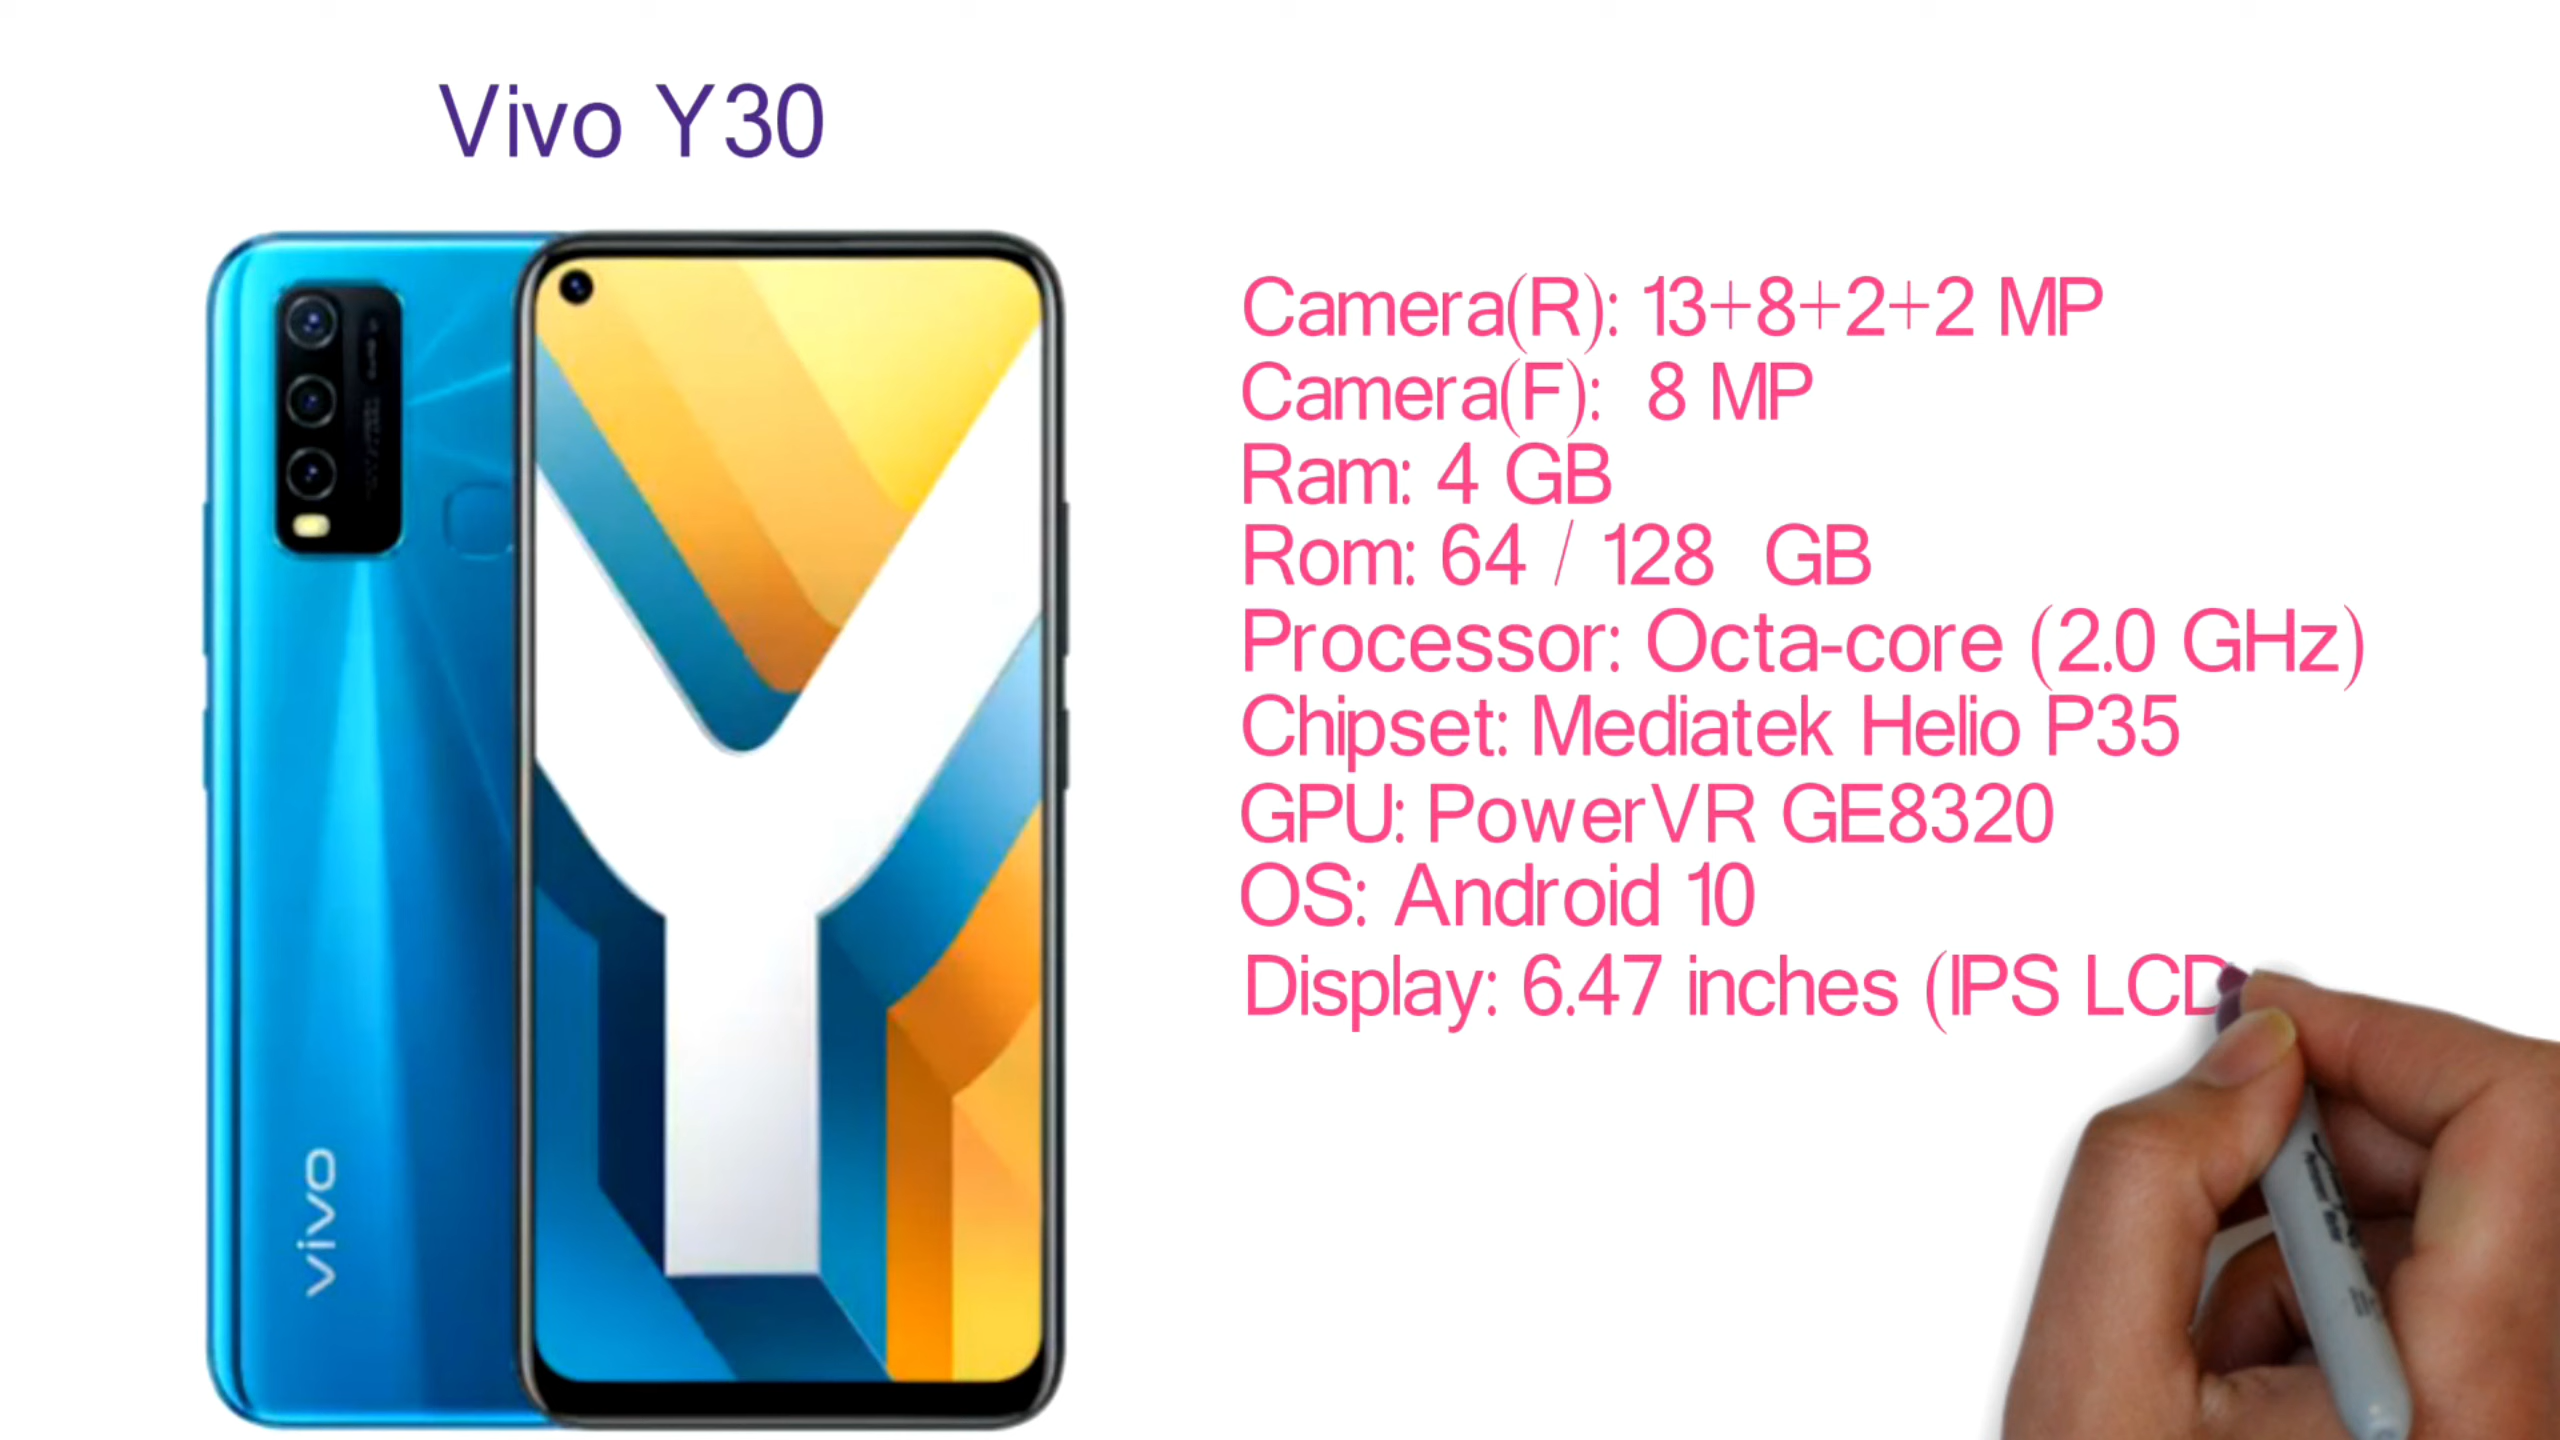 Vivo Y30
Camera(R): 13+8+2+2 MP
Camera(F): 8 MP
Ram: 4 GB
Rom: 64 / 128 GB
Processor: Octa-core (2.0 GHz)
Chipset: Mediatek Helio P35
GPU: PowerVR GE8320
OS: Android 10
Display: 6.47 inches (IPS LCD
vivo